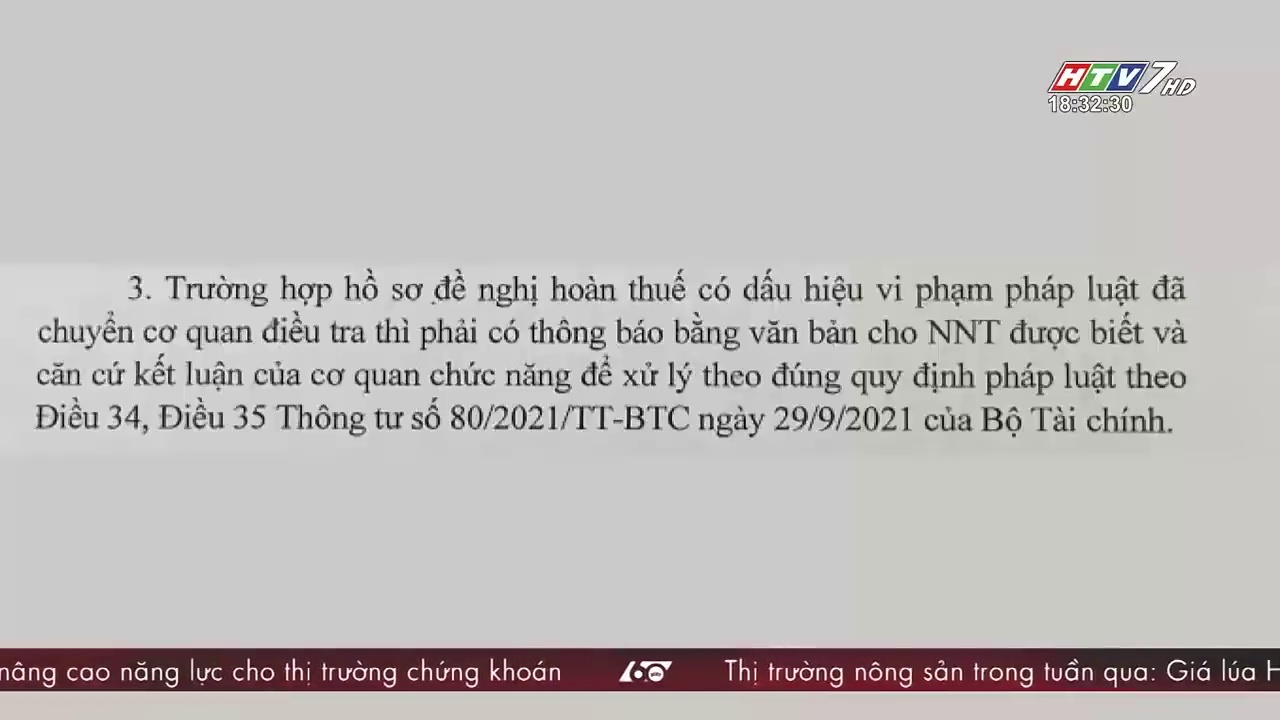 HTV7HD
18:32:30
3. Trường hợp hồ sơ đề nghị hoàn thuế có dấu hiệu vi phạm pháp luật đã
chuyển cơ quan điều tra thì phải có thông báo bằng văn bản cho NNT được biết và
căn cứ kết luận của cơ quan chức năng để xử lý theo đúng quy định pháp luật theo
Điều 34, Điều 35 Thông tư số 80/2021/TT-BTC ngày 29/9/2021 của Bộ Tài chính.
nâng cao năng lực cho thị trường chứng khoán 60 Thị trường nông sản trong tuần qua: Giá lúa H